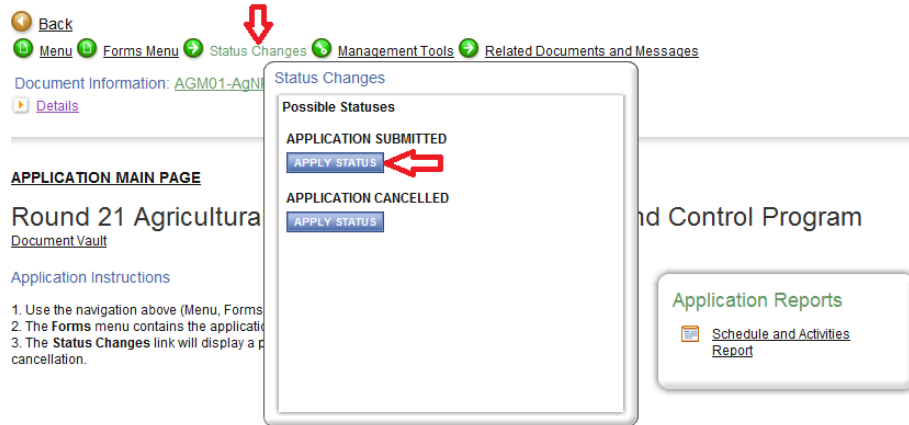 Back
Menu Forms Menu Status Changes Management Tools Related Documents and Messages
Document Information: AGM01-AgN
Details
Status Changes
Possible Statuses
APPLICATION SUBMITTED
APPLY STATUS
APPLICATION CANCELLED
APPLY STATUS
APPLICATION MAIN PAGE
Round 21 Agricultura nd Control Program
Document Vault
Application Instructions
1. Use the navigation above (Menu, Forms
2. The Forms menu contains the applicatio
3. The Status Changes link will display a p
cancellation.
Application Reports
Schedule and Activities
Report